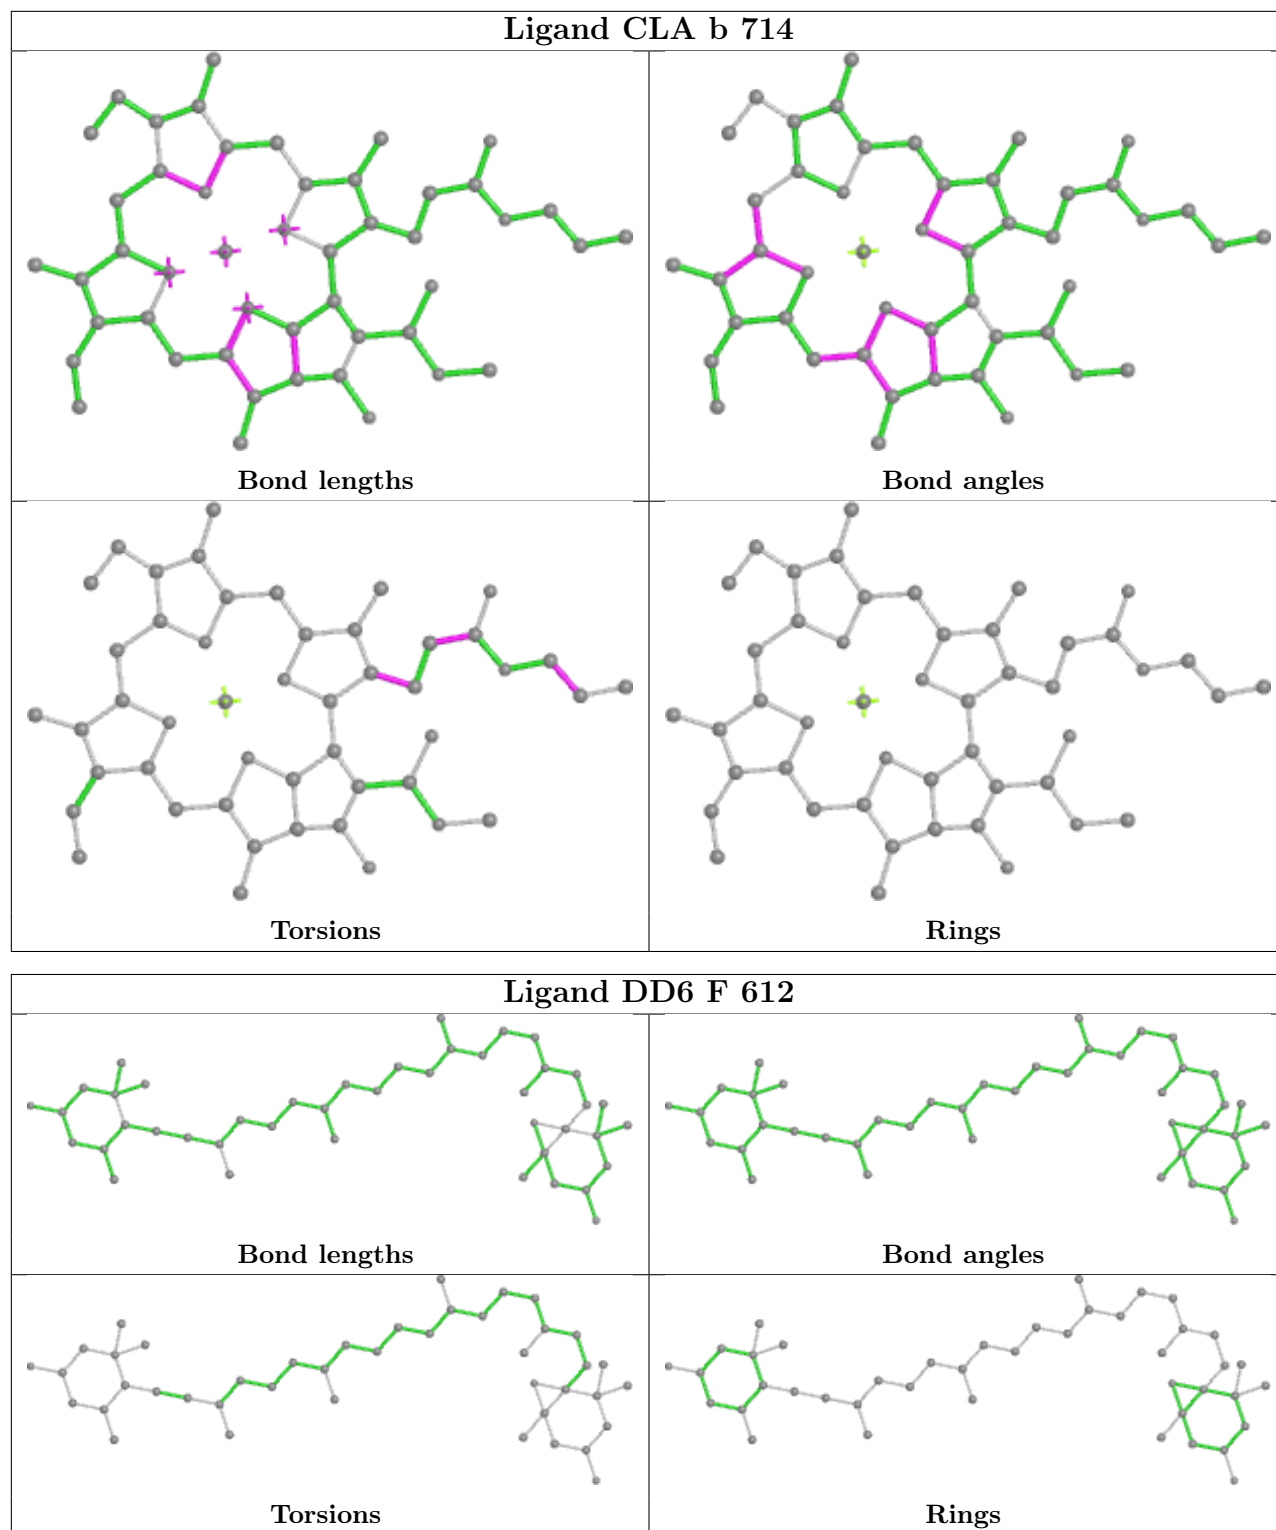 Ligand CLA b 714
Bond lengths
Bond angles
Torsions
Rings
Ligand DD6 F 612
Bond lengths
Bond angles
Torsions
Rings